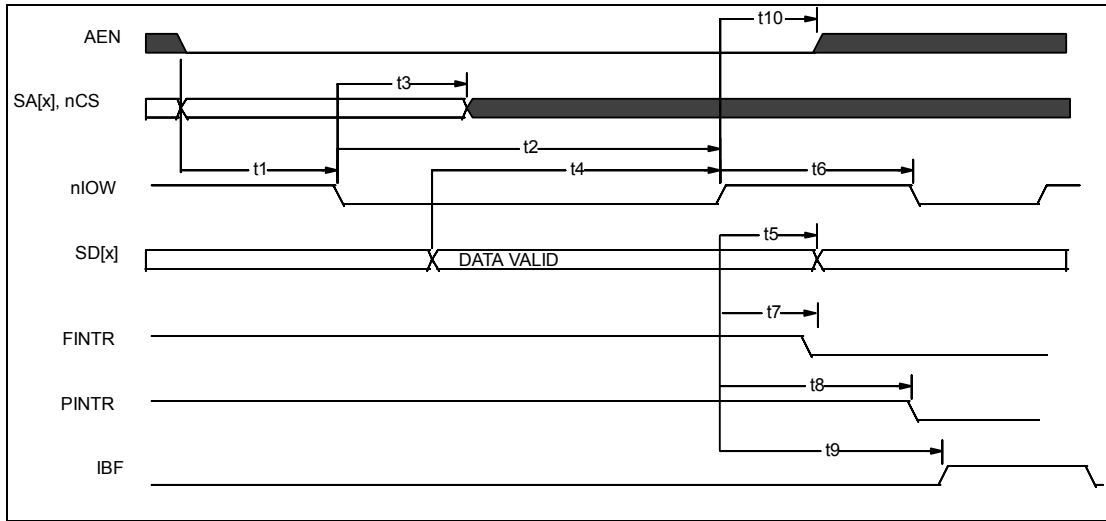 t10
AEN
t3
SA[x], nCS
t2
t1
t4
t6
nIOW
t5
SD[x]
DATA VALID
t7
FINTR
t8
PINTR
t9
IBF